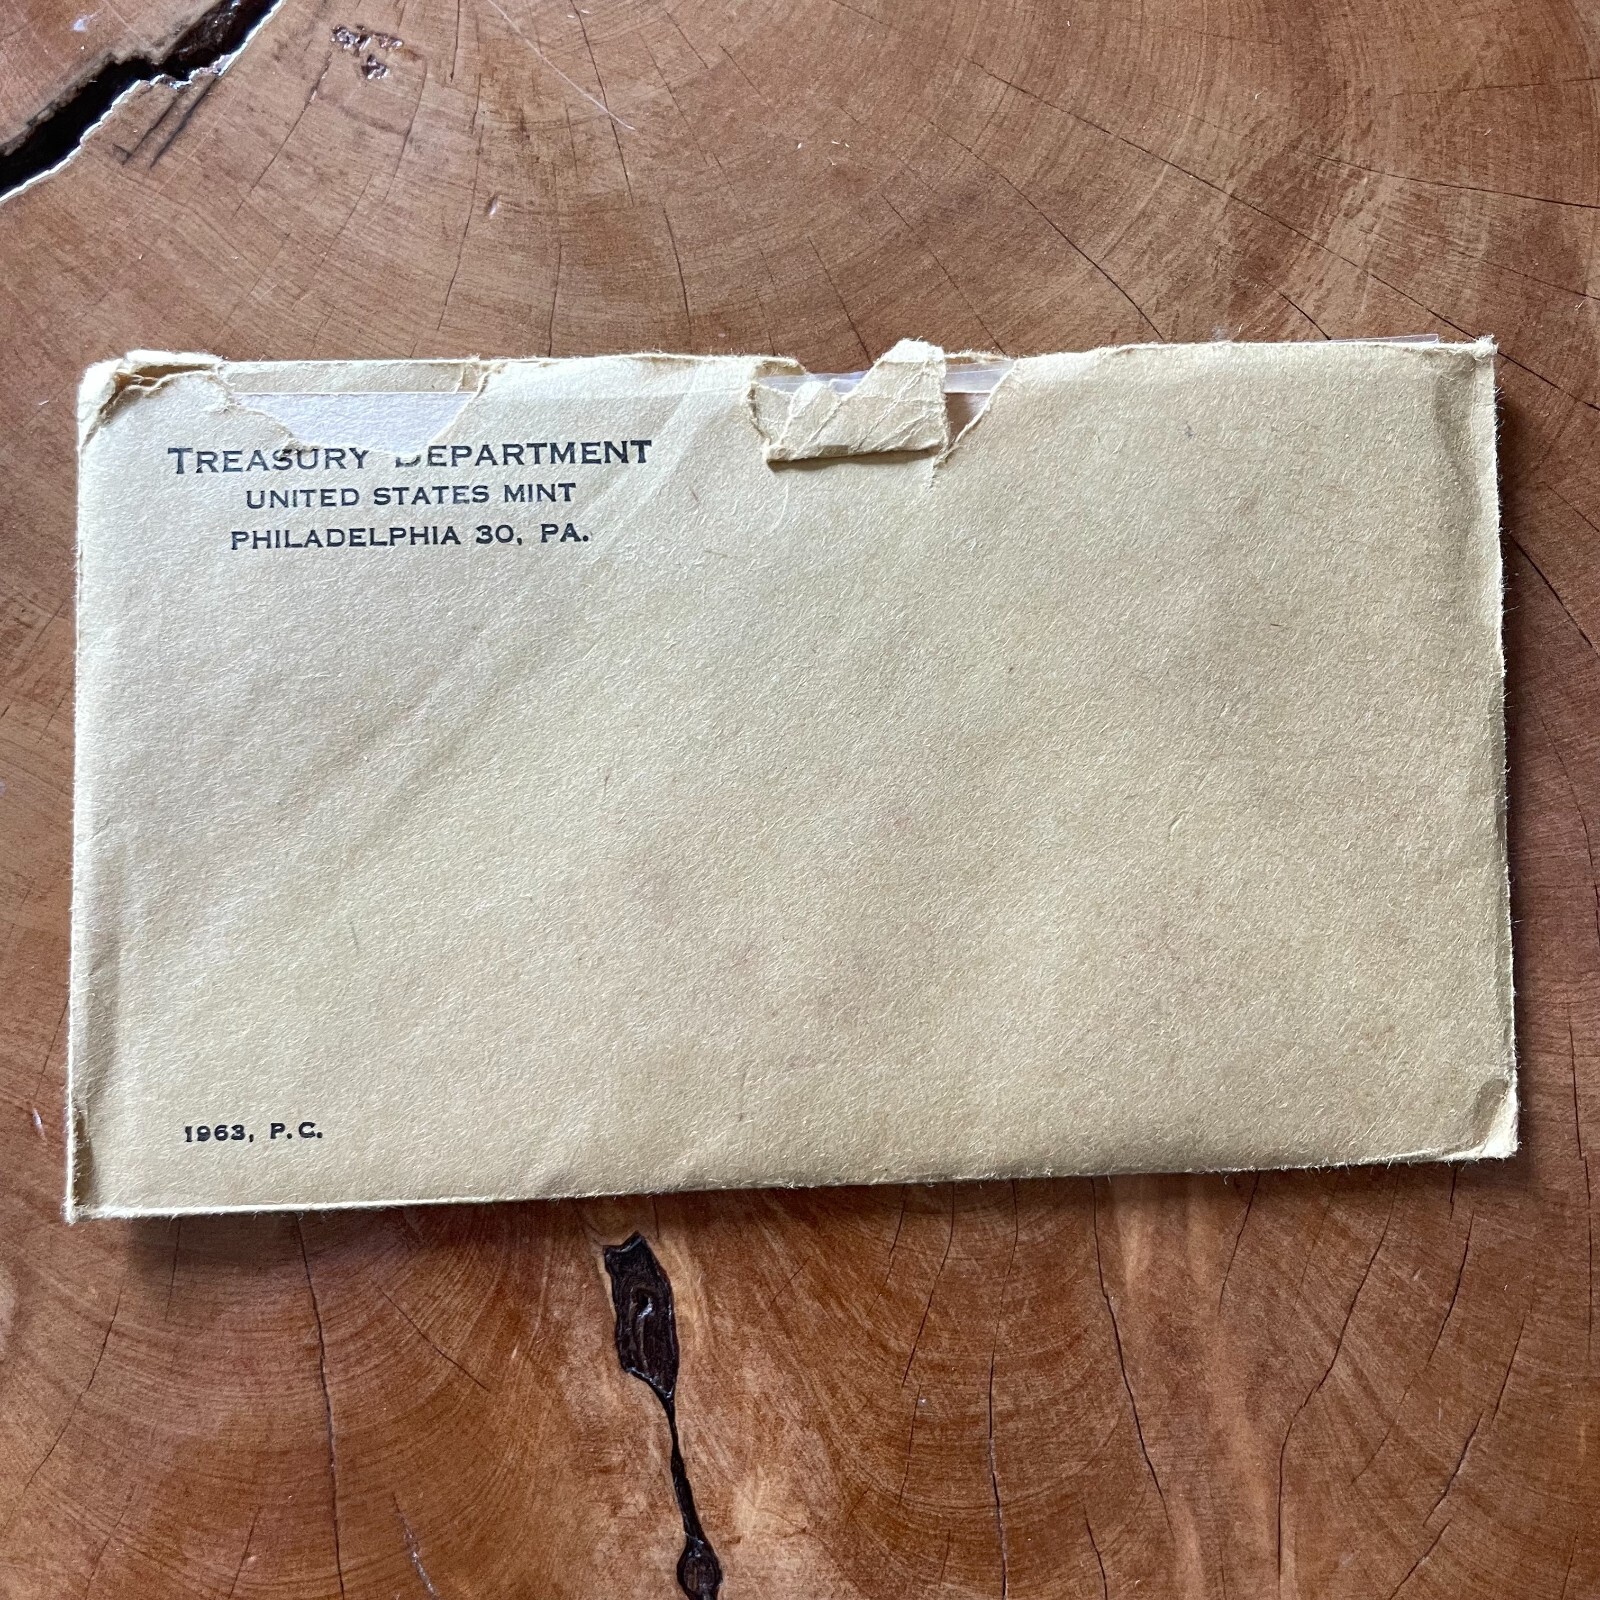 TREASURY DEPARTMENT
UNITED STATES MINT
PHILADELPHIA 30, PA.
1963, P.C.